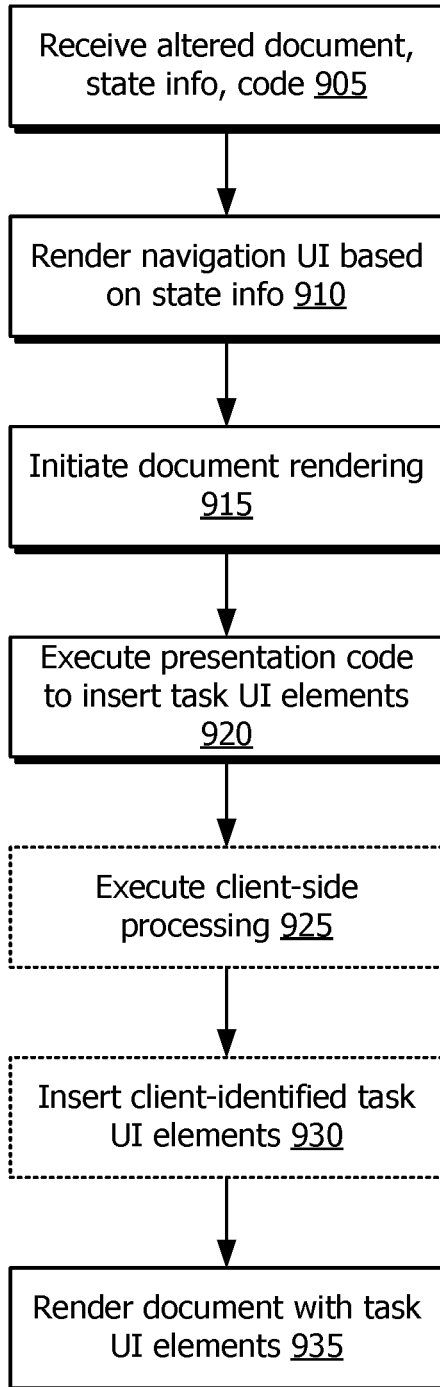 Receive altered document,
state info, code 905
Render navigation UI based
on state info 910
Initiate document rendering
915
Execute presentation code
to insert task UI elements
920
Execute client-side
processing 925
Insert client-identified task
UI elements 930
Render document with task
UI elements 935